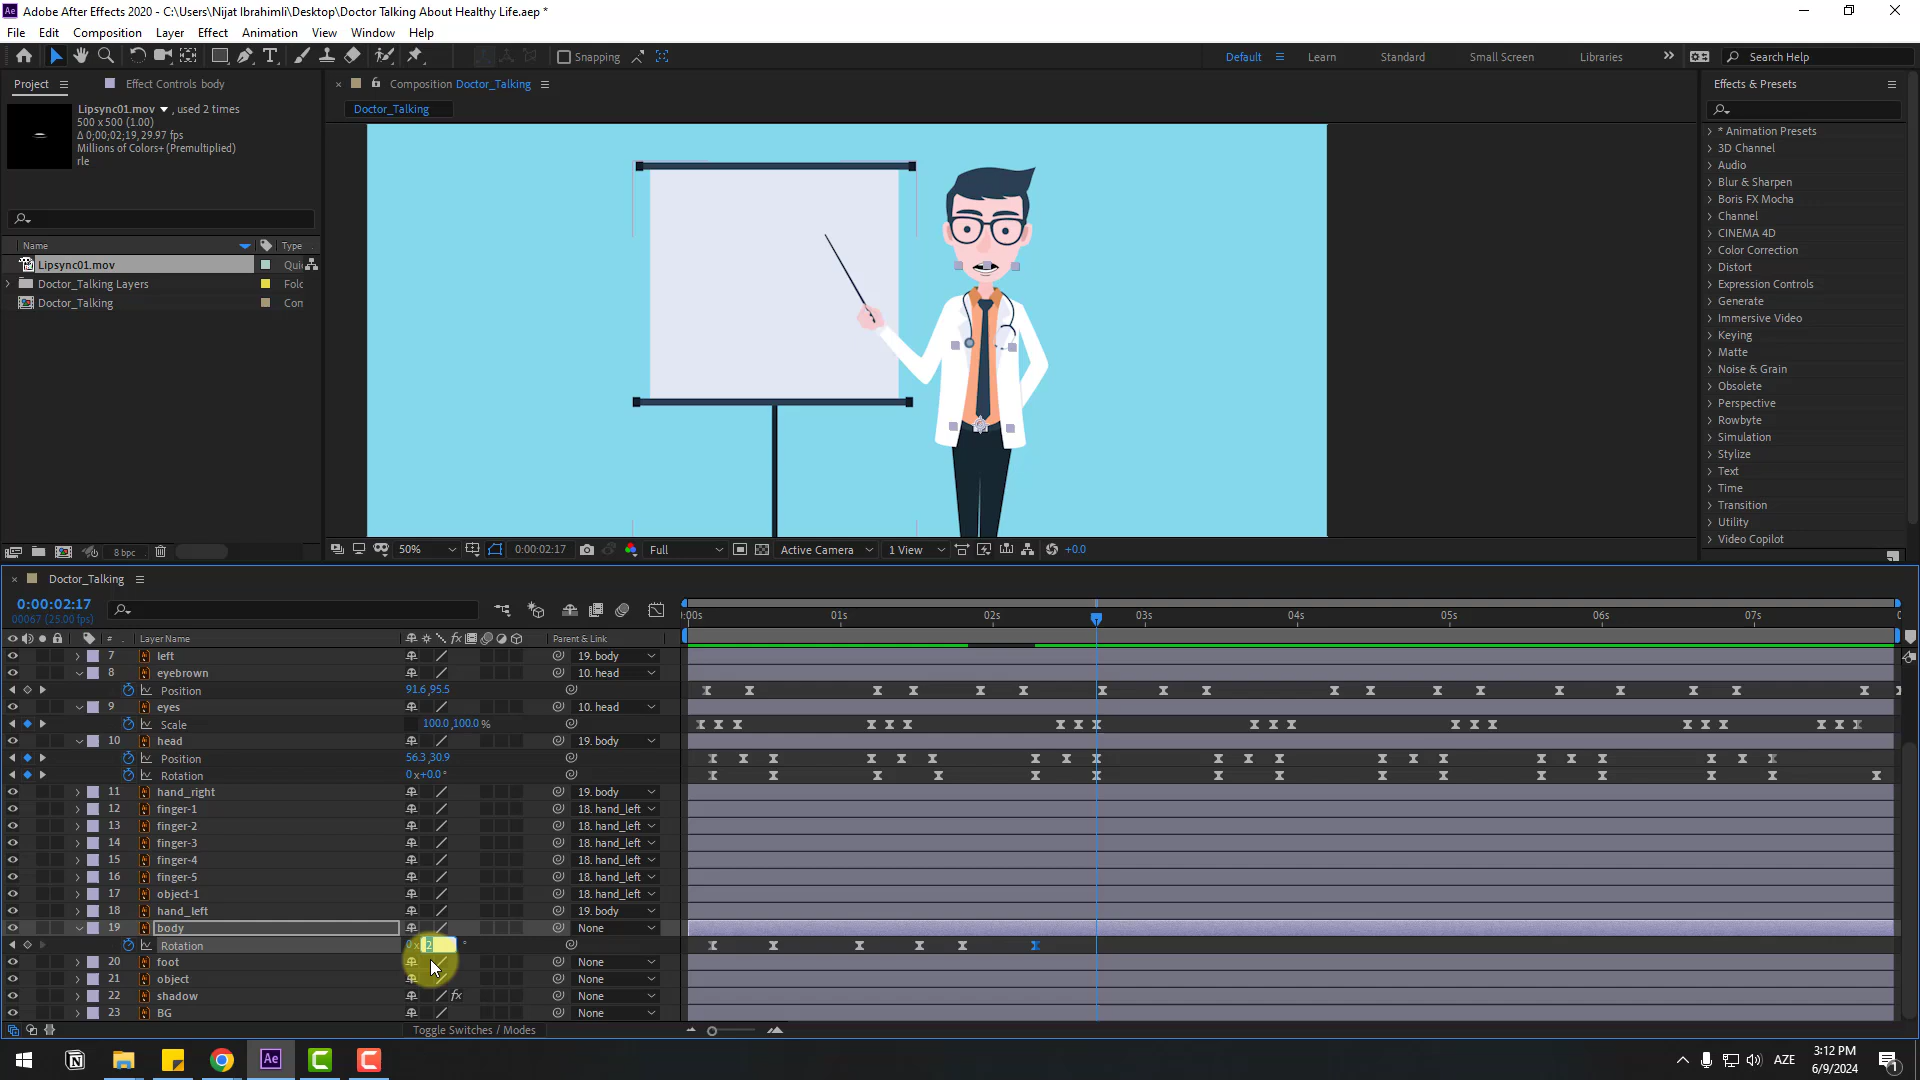 Adobe After Effects 2020 - C:\Users\Nijat Ibrahimli\Desktop\Doctor Talking About Healthy Life.aep *
File Edit Composition Layer Effect Animation View Window Help
Snapping
Default Learn Standard Small Screen Libraries Search Help
Project Effect Controls body
Composition Doctor_Talking
Effects & Presets
Lipsync01.mov , used 2 times
500 x 500 (1.00)
Δ 0;00;02;19, 29.97 fps
Millions of Colors+ (Premultiplied)
rle
Doctor_Talking
* Animation Presets
3D Channel
Audio
Blur & Sharpen
Boris FX Mocha
Channel
CINEMA 4D
Color Correction
Distort
Expression Controls
Generate
Immersive Video
Keying
Matte
Noise & Grain
Obsolete
Perspective
Rowbyte
Simulation
Stylize
Text
Time
Transition
Utility
Video Copilot
Name Type
Lipsync01.mov Qui
Doctor_Talking Layers Fold
Doctor_Talking Con
8 bpc
50% 0:00:02:17 Full Active Camera 1 View +0.0
Doctor_Talking
0:00:02:17
00067 (25.00 fps)
:00s 01s 02s 03s 04s 05s 06s 07s
# Layer Name Parent & Link
7 left 19. body
8 eyebrown 10. head
Position 91.6,95.5
9 eyes 10. head
Scale 100.0,100.0 %
10 head 19. body
Position 56.3,30.9
Rotation 0 x+0.0 °
11 hand_right 19. body
12 finger-1 18. hand_left
13 finger-2 18. hand_left
14 finger-3 18. hand_left
15 finger-4 18. hand_left
16 finger-5 18. hand_left
17 object-1 18. hand_left
18 hand_left 19. body
19 body None
Rotation 0 x 2 °
20 foot None
21 object None
22 shadow fx None
23 BG None
Toggle Switches / Modes
AZE
3:12 PM
6/9/2024